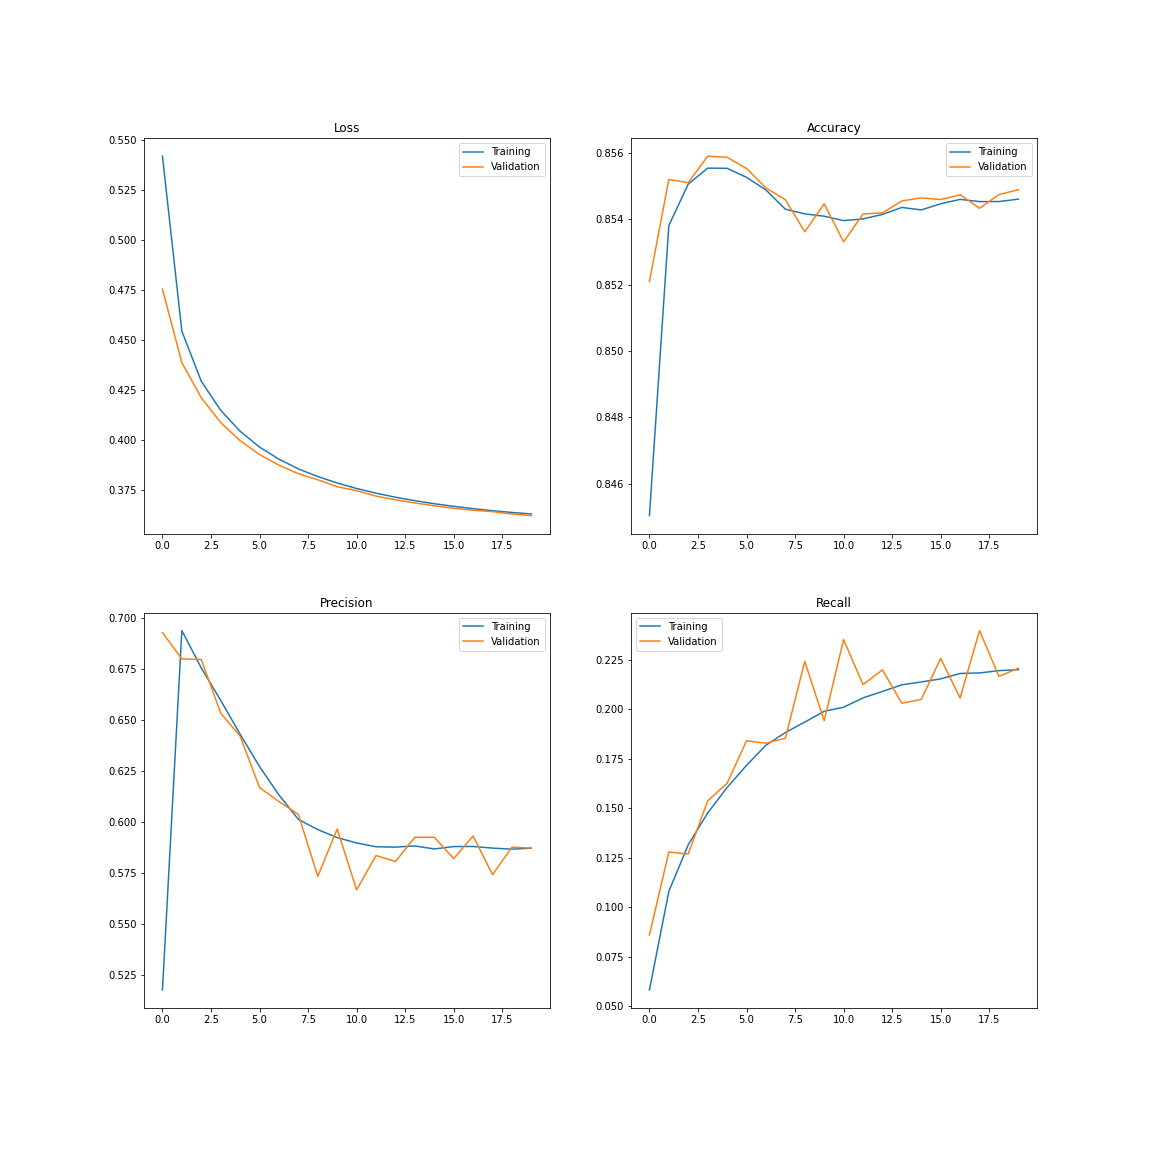 Loss
0.550
0.525
0.500
0.475
0.450
0.425
0.400
0.375
0.0 2.5 5.0 7.5 10.0 12.5 15.0 17.5
Training
Validation
Accuracy
0.856
0.854
0.852
0.850
0.848
0.846
0.0 2.5 5.0 7.5 10.0 12.5 15.0 17.5
Training
Validation
Precision
0.700
0.675
0.650
0.625
0.600
0.575
0.550
0.525
0.0 2.5 5.0 7.5 10.0 12.5 15.0 17.5
Training
Validation
Recall
0.225
0.200
0.175
0.150
0.125
0.100
0.075
0.050
0.0 2.5 5.0 7.5 10.0 12.5 15.0 17.5
Training
Validation